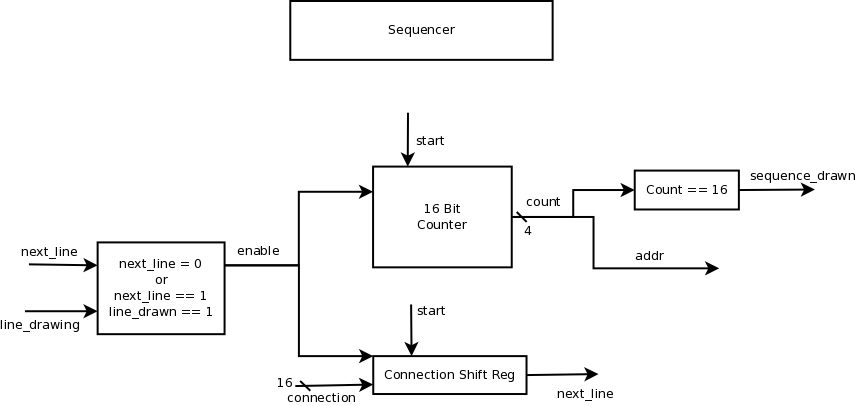 Sequencer
start
16 Bit
Counter
count
4
Count == 16
sequence_drawn
addr
next_line
line_drawing
next_line = 0
or
next_line == 1
line_drawn == 1
enable
start
16
connection
Connection Shift Reg
next_line